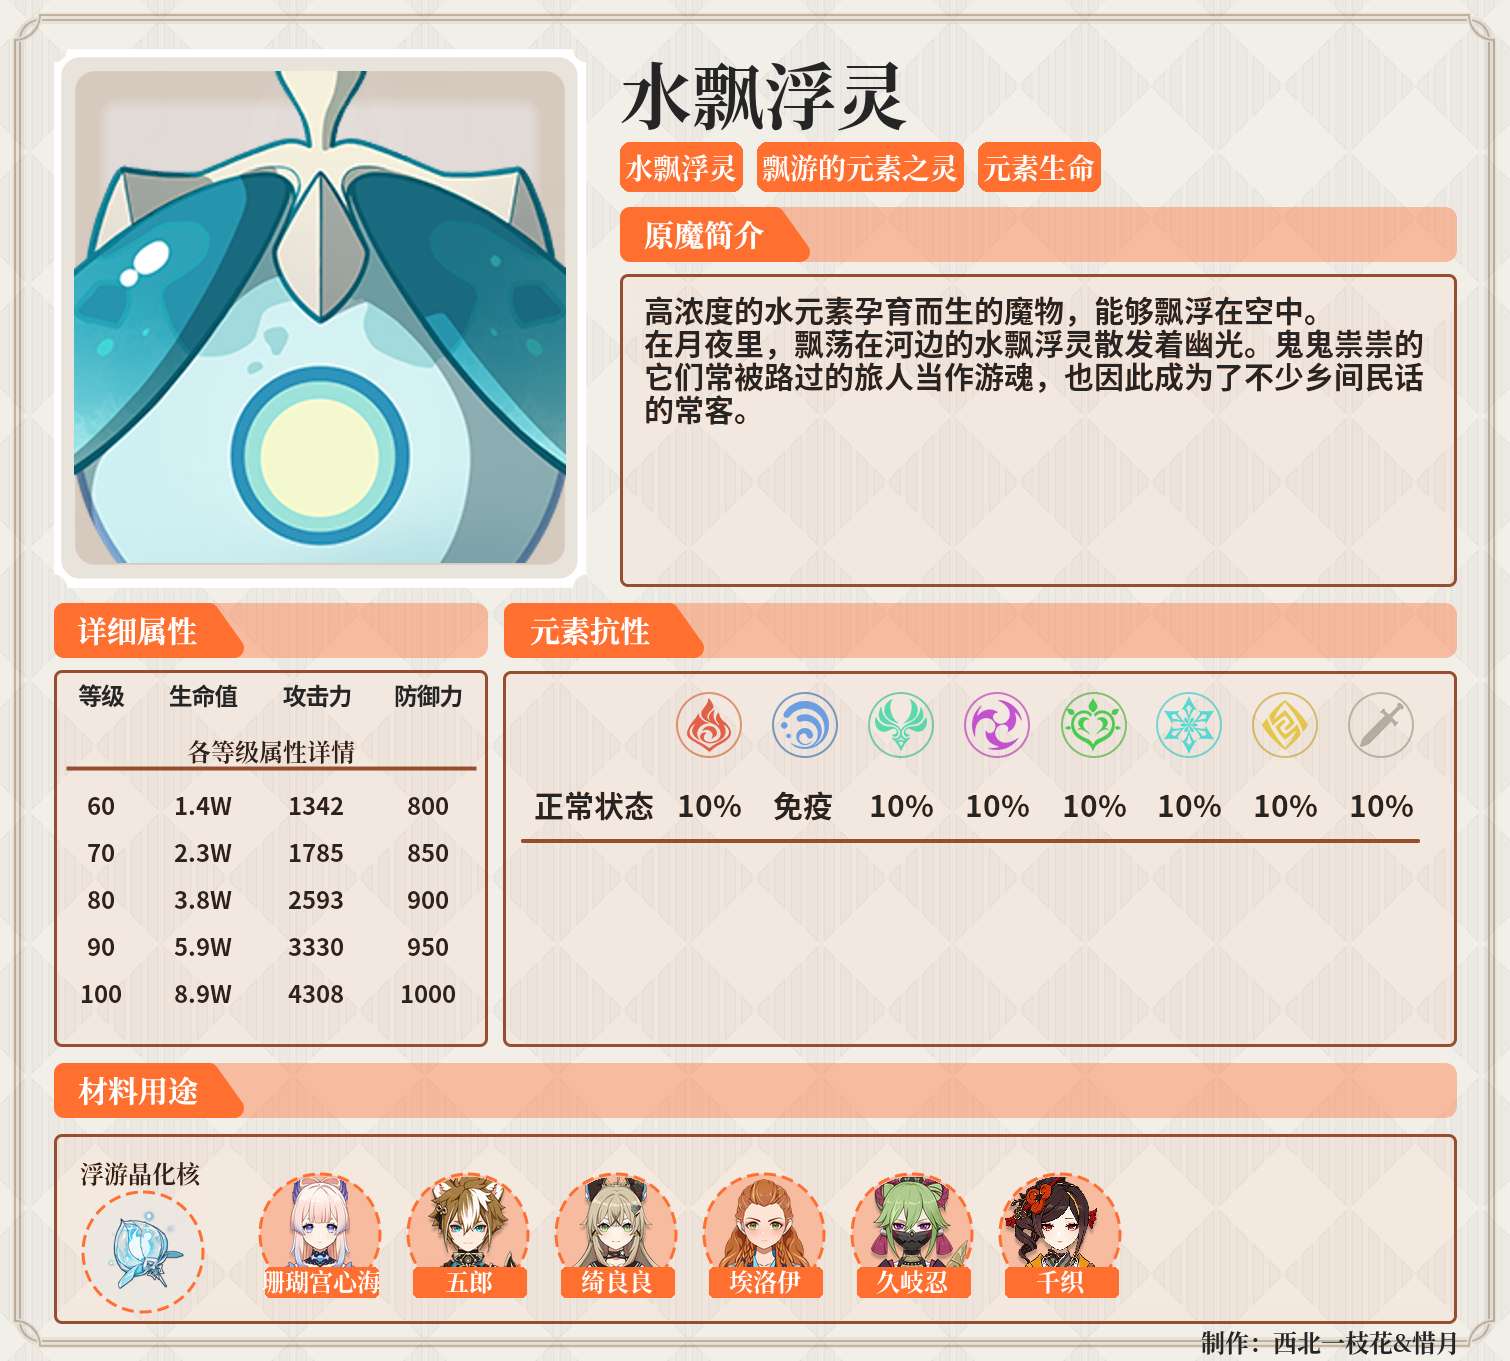 水飘浮灵
水飘浮灵 飘游的元素之灵 元素生命
原魔简介
高浓度的水元素孕育而生的魔物，能够飘浮在空中。
在月夜里，飘荡在河边的水飘浮灵散发着幽光。鬼鬼祟祟的
它们常被路过的旅人当作游魂，也因此成为了不少乡间民话
的常客。
详细属性
等级 生命值 攻击力 防御力
各等级属性详情
60 1.4W 1342 800
70 2.3W 1785 850
80 3.8W 2593 900
90 5.9W 3330 950
100 8.9W 4308 1000
元素抗性
正常状态 10% 免疫 10% 10% 10% 10% 10% 10%
材料用途
浮游晶化核
珊瑚宫心海 五郎 绮良良 埃洛伊 久岐忍 千织
制作：西北一枝花&惜月